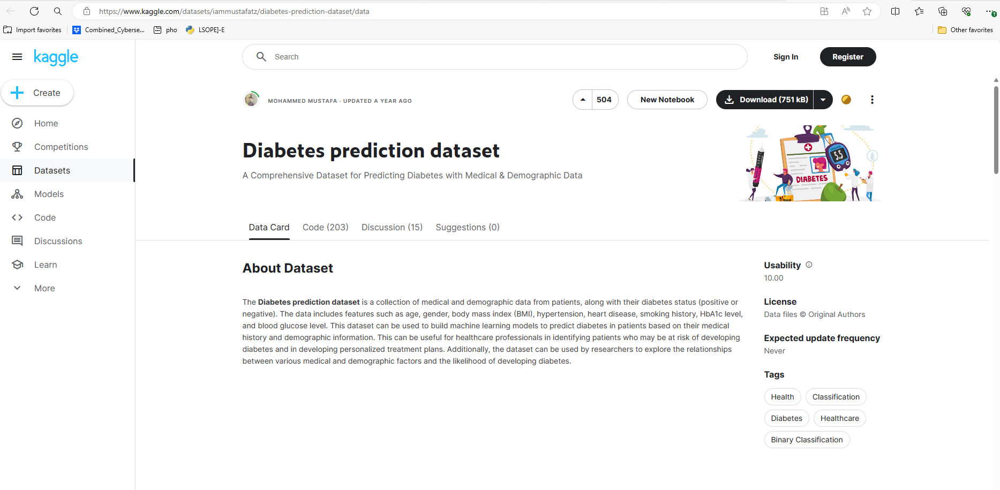 https://www.kaggle.com/datasets/iammustafatz/diabetes-prediction-dataset/data
Import favorites
Combined_Cyberse...
pho
LSOPE]-E
Other favorites
kaggle
Search
Sign In
Register
Create
MOHAMMED MUSTAFA · UPDATED A YEAR AGO
504
New Notebook
Download (751 kB)
Home
Competitions
Datasets
Models
Code
Discussions
Learn
More
Diabetes prediction dataset
A Comprehensive Dataset for Predicting Diabetes with Medical & Demographic Data
5.5
DIABETES
Data Card
Code (203)
Discussion (15)
Suggestions (0)
About Dataset
The Diabetes prediction dataset is a collection of medical and demographic data from patients, along with their diabetes status (positive or
negative). The data includes features such as age, gender, body mass index (BMI), hypertension, heart disease, smoking history, HbA1c level,
and blood glucose level. This dataset can be used to build machine learning models to predict diabetes in patients based on their medical
history and demographic information. This can be useful for healthcare professionals in identifying patients who may be at risk of developing
diabetes and in developing personalized treatment plans. Additionally, the dataset can be used by researchers to explore the relationships
between various medical and demographic factors and the likelihood of developing diabetes.
Usability
10.00
License
Data files © Original Authors
Expected update frequency
Never
Tags
Health
Classification
Diabetes
Healthcare
Binary Classification